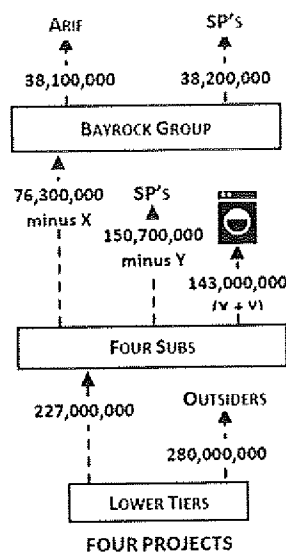 ARIF SP'S
38,100,000 38,200,000
BAYROCK GROUP
76,300,000
minus X
SP'S
150,700,000
minus Y
143,000,000
(X + Y)
FOUR SUBS
227,000,000
OUTSIDERS
280,000,000
LOWER TIERS
FOUR PROJECTS